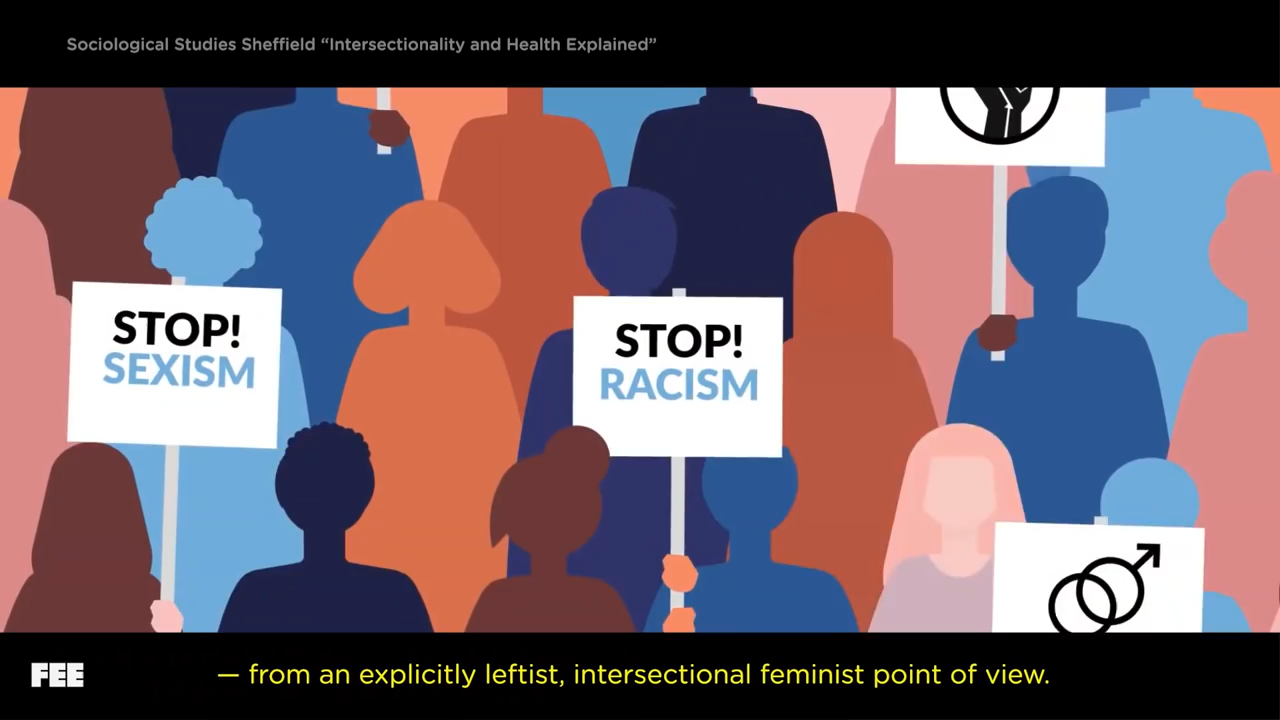 Sociological Studies Sheffield “Intersectionality and Health Explained”
STOP!
SEXISM
STOP!
RACISM
FEE
— from an explicitly leftist, intersectional feminist point of view.